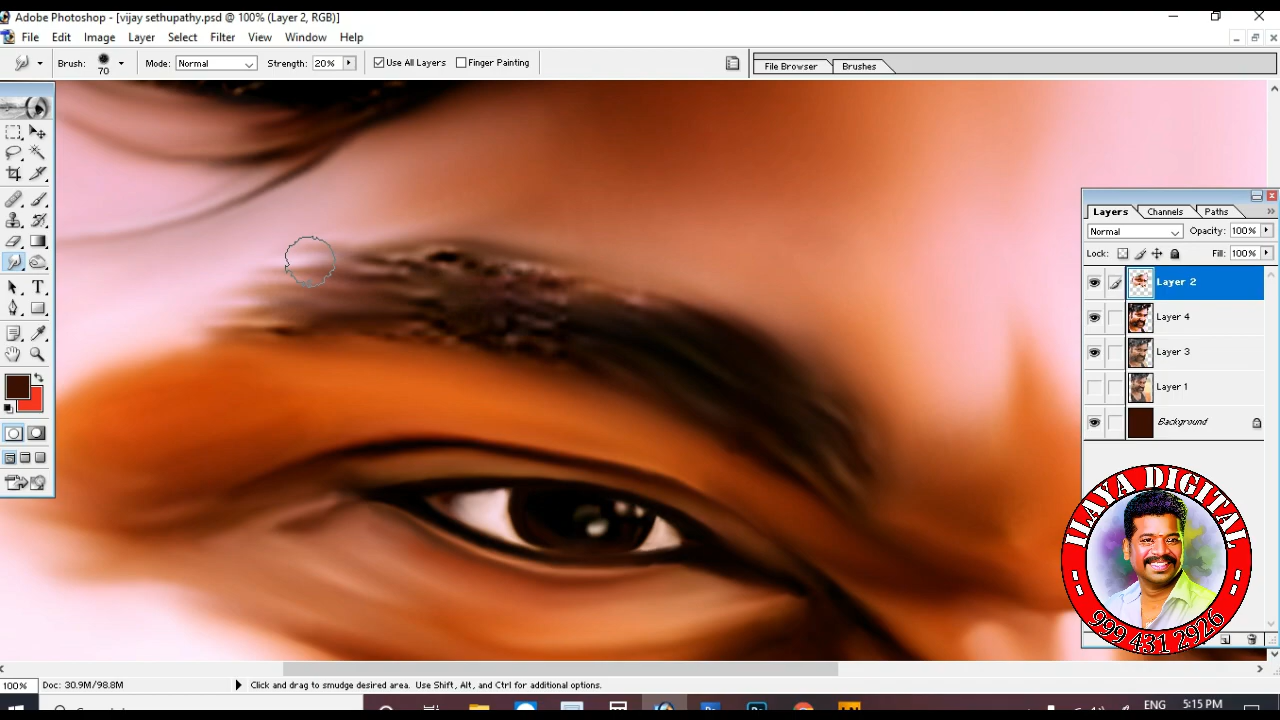 Adobe Photoshop - [vijay sethupathy.psd @ 100% (Layer 2, RGB)]
File Edit Image Layer Select Filter View Window Help
Brush: 70 Mode: Normal Strength: 20% Use All Layers Finger Painting File Browser Brushes
Layers Channels Paths
Normal Opacity: 100%
Lock: Fill: 100%
Layer 2
Layer 4
Layer 3
Layer 1
Background
ILAYA DIGITAL
999 431 2926
100% Doc: 30.9M/98.8M Click and drag to smudge desired area. Use Shift, Alt, and Ctrl for additional options.
ENG 5:15 PM